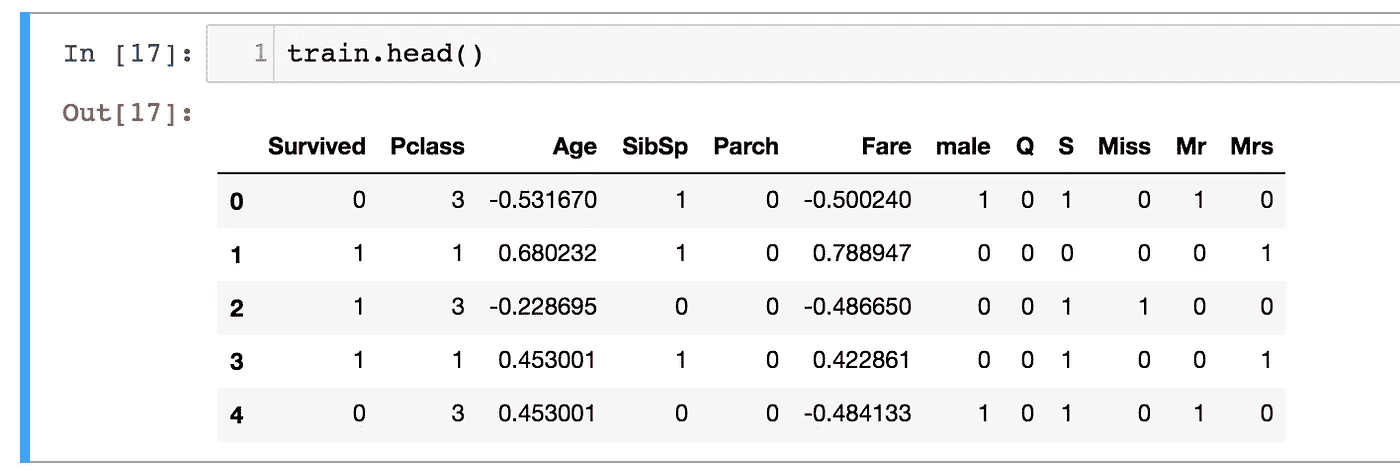 In [17]: 1 train.head()
Out[17]:
Survived Pclass Age SibSp Parch Fare male Q S Miss Mr Mrs
0 0 3 -0.531670 1 0 -0.500240 1 0 1 0 1 0
1 1 1 0.680232 1 0 0.788947 0 0 0 0 0 1
2 1 3 -0.228695 0 0 -0.486650 0 0 1 1 0 0
3 1 1 0.453001 1 0 0.422861 0 0 1 0 0 1
4 0 3 0.453001 0 0 -0.484133 1 0 1 0 1 0